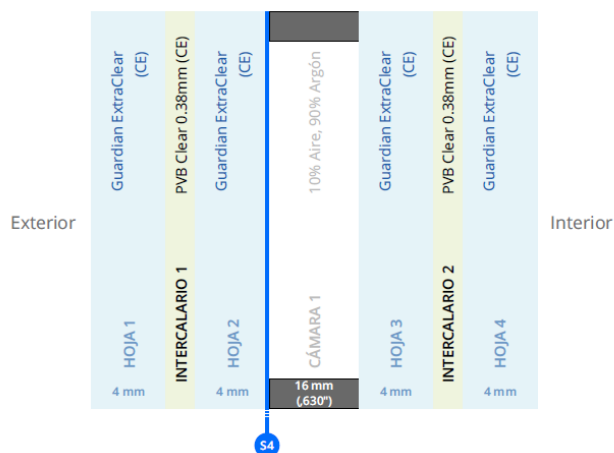 Exterior
Guardian ExtraClear
(CE)
HOJA 1
4 mm
PVB Clear 0.38mm (CE)
INTERCALARIO 1
Guardian ExtraClear
(CE)
HOJA 2
4 mm
10% Aire, 90% Argón
CÁMARA 1
16 mm
(,630")
Guardian ExtraClear
(CE)
HOJA 3
4 mm
PVB Clear 0.38mm (CE)
INTERCALARIO 2
Guardian ExtraClear
(CE)
HOJA 4
4 mm
Interior
S4